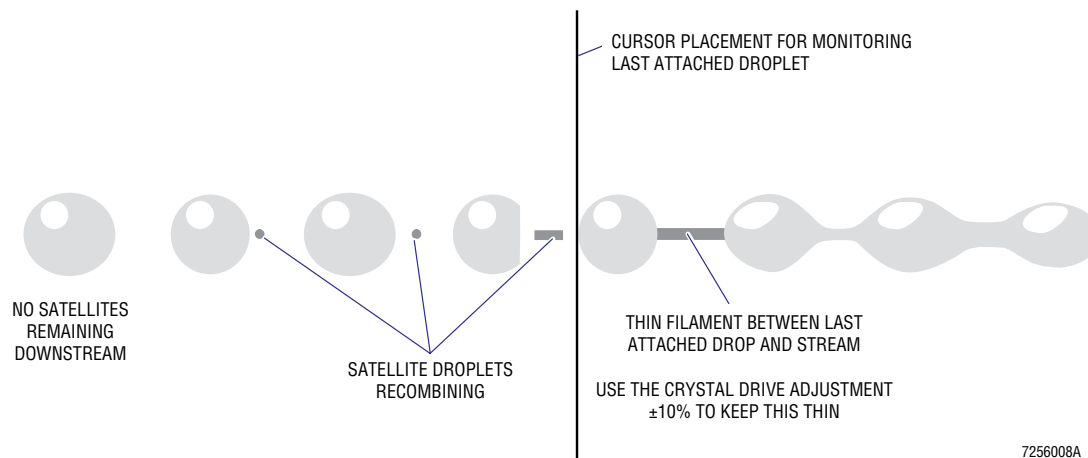 CURSOR PLACEMENT FOR MONITORING
LAST ATTACHED DROPLET
NO SATELLITES
REMAINING
DOWNSTREAM
SATELLITE DROPLETS
RECOMBINING
THIN FILAMENT BETWEEN LAST
ATTACHED DROP AND STREAM
USE THE CRYSTAL DRIVE ADJUSTMENT
±10% TO KEEP THIS THIN
7256008A